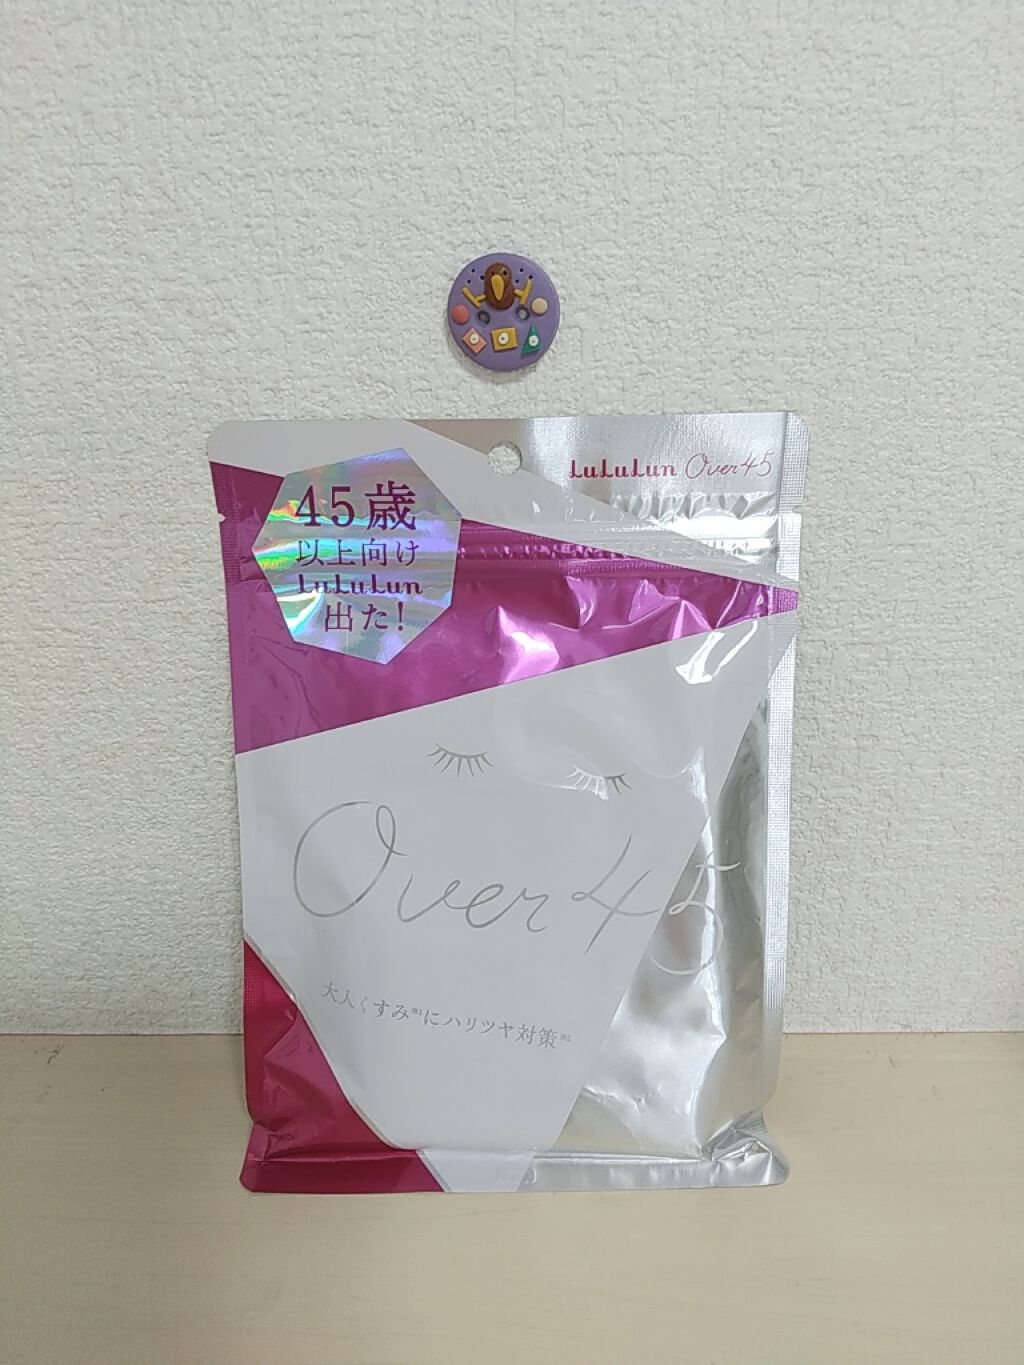 LuLuLun Over45
45歳
以上向け
LuLuLun
出た!
Over45
大人くすみ※1にハリツヤ対策※2